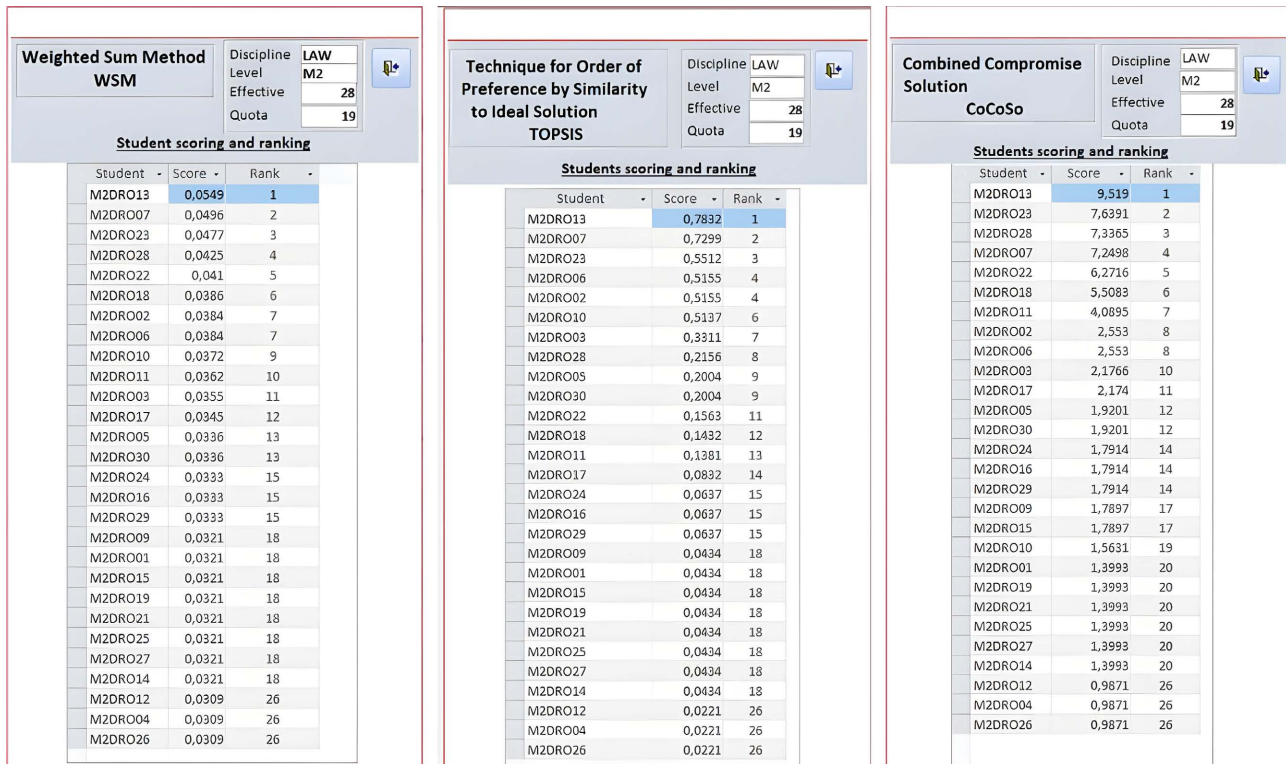 Weighted Sum Method
WSM
Discipline LAW
Level M2
Effective 28
Quota 19
Student scoring and ranking
Student Score Rank
M2DRO13 0,0549 1
M2DRO07 0,0496 2
M2DRO23 0,0477 3
M2DRO28 0,0425 4
M2DRO22 0,041 5
M2DRO18 0,0386 6
M2DRO02 0,0384 7
M2DRO06 0,0384 7
M2DRO10 0,0372 9
M2DRO11 0,0362 10
M2DRO03 0,0355 11
M2DRO17 0,0345 12
M2DRO05 0,0336 13
M2DRO30 0,0336 13
M2DRO24 0,0333 15
M2DRO16 0,0333 15
M2DRO29 0,0333 15
M2DRO09 0,0321 18
M2DRO01 0,0321 18
M2DRO15 0,0321 18
M2DRO19 0,0321 18
M2DRO21 0,0321 18
M2DRO25 0,0321 18
M2DRO27 0,0321 18
M2DRO14 0,0321 18
M2DRO12 0,0309 26
M2DRO04 0,0309 26
M2DRO26 0,0309 26
Technique for Order of
Preference by Similarity
to Ideal Solution
TOPSIS
Discipline LAW
Level M2
Effective 28
Quota 19
Students scoring and ranking
Student Score Rank
M2DRO13 0,7832 1
M2DRO07 0,7299 2
M2DRO23 0,5512 3
M2DRO06 0,5155 4
M2DRO02 0,5155 4
M2DRO10 0,5137 6
M2DRO03 0,3311 7
M2DRO28 0,2156 8
M2DRO05 0,2004 9
M2DRO30 0,2004 9
M2DRO22 0,1563 11
M2DRO18 0,1432 12
M2DRO11 0,1381 13
M2DRO17 0,0832 14
M2DRO24 0,0637 15
M2DRO16 0,0637 15
M2DRO29 0,0637 15
M2DRO09 0,0434 18
M2DRO01 0,0434 18
M2DRO15 0,0434 18
M2DRO19 0,0434 18
M2DRO21 0,0434 18
M2DRO25 0,0434 18
M2DRO27 0,0434 18
M2DRO14 0,0434 18
M2DRO12 0,0221 26
M2DRO04 0,0221 26
M2DRO26 0,0221 26
Combined Compromise
Solution
CoCoSo
Discipline LAW
Level M2
Effective 28
Quota 19
Students scoring and ranking
Student Score Rank
M2DRO13 9,519 1
M2DRO23 7,6391 2
M2DRO28 7,3365 3
M2DRO07 7,2498 4
M2DRO22 6,2716 5
M2DRO18 5,5083 6
M2DRO11 4,0895 7
M2DRO02 2,553 8
M2DRO06 2,553 8
M2DRO03 2,1766 10
M2DRO17 2,174 11
M2DRO05 1,9201 12
M2DRO30 1,9201 12
M2DRO24 1,7914 14
M2DRO16 1,7914 14
M2DRO29 1,7914 14
M2DRO09 1,7897 17
M2DRO15 1,7897 17
M2DRO10 1,5631 19
M2DRO01 1,3993 20
M2DRO19 1,3993 20
M2DRO21 1,3993 20
M2DRO25 1,3993 20
M2DRO27 1,3993 20
M2DRO14 1,3993 20
M2DRO12 0,9871 26
M2DRO04 0,9871 26
M2DRO26 0,9871 26